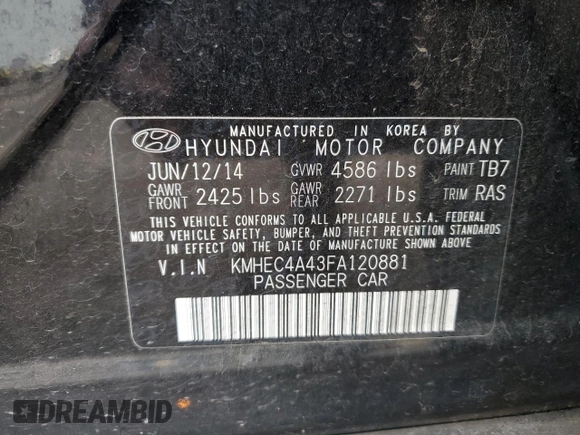 MANUFACTURED IN KOREA BY
HYUNDAI MOTOR COMPANY
JUN/12/14 GVWR 4586 lbs PAINT TB7
GAWR FRONT 2425 lbs GAWR REAR 2271 lbs TRIM RAS
THIS VEHICLE CONFORMS TO ALL APPLICABLE U.S.A. FEDERAL
MOTOR VEHICLE SAFETY, BUMPER, AND THEFT PREVENTION STANDARDS
IN EFFECT ON THE DATE OF MANUFACTURE SHOWN ABOVE
V.I.N KMHEC4A43FA120881
PASSENGER CAR
DREAMBID